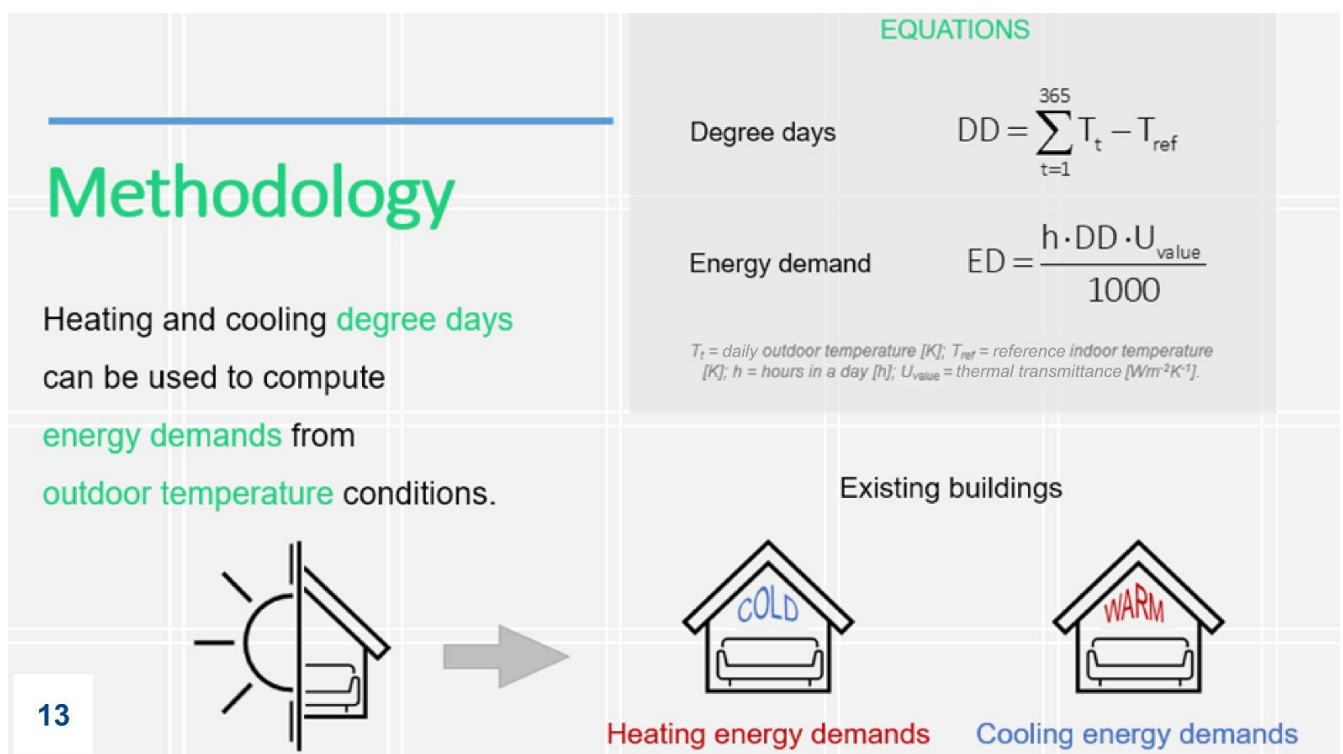 Methodology
Heating and cooling degree days
can be used to compute
energy demands from
outdoor temperature conditions.
EQUATIONS
Degree days DD = ∑_{t=1}^{365} T_t − T_ref
Energy demand ED = (h·DD·U_value) / 1000
T_t = daily outdoor temperature [K]; T_ref = reference indoor temperature
[K]; h = hours in a day [h]; U_value = thermal transmittance [Wm⁻²K⁻¹].
Existing buildings
COLD WARM
Heating energy demands Cooling energy demands
13